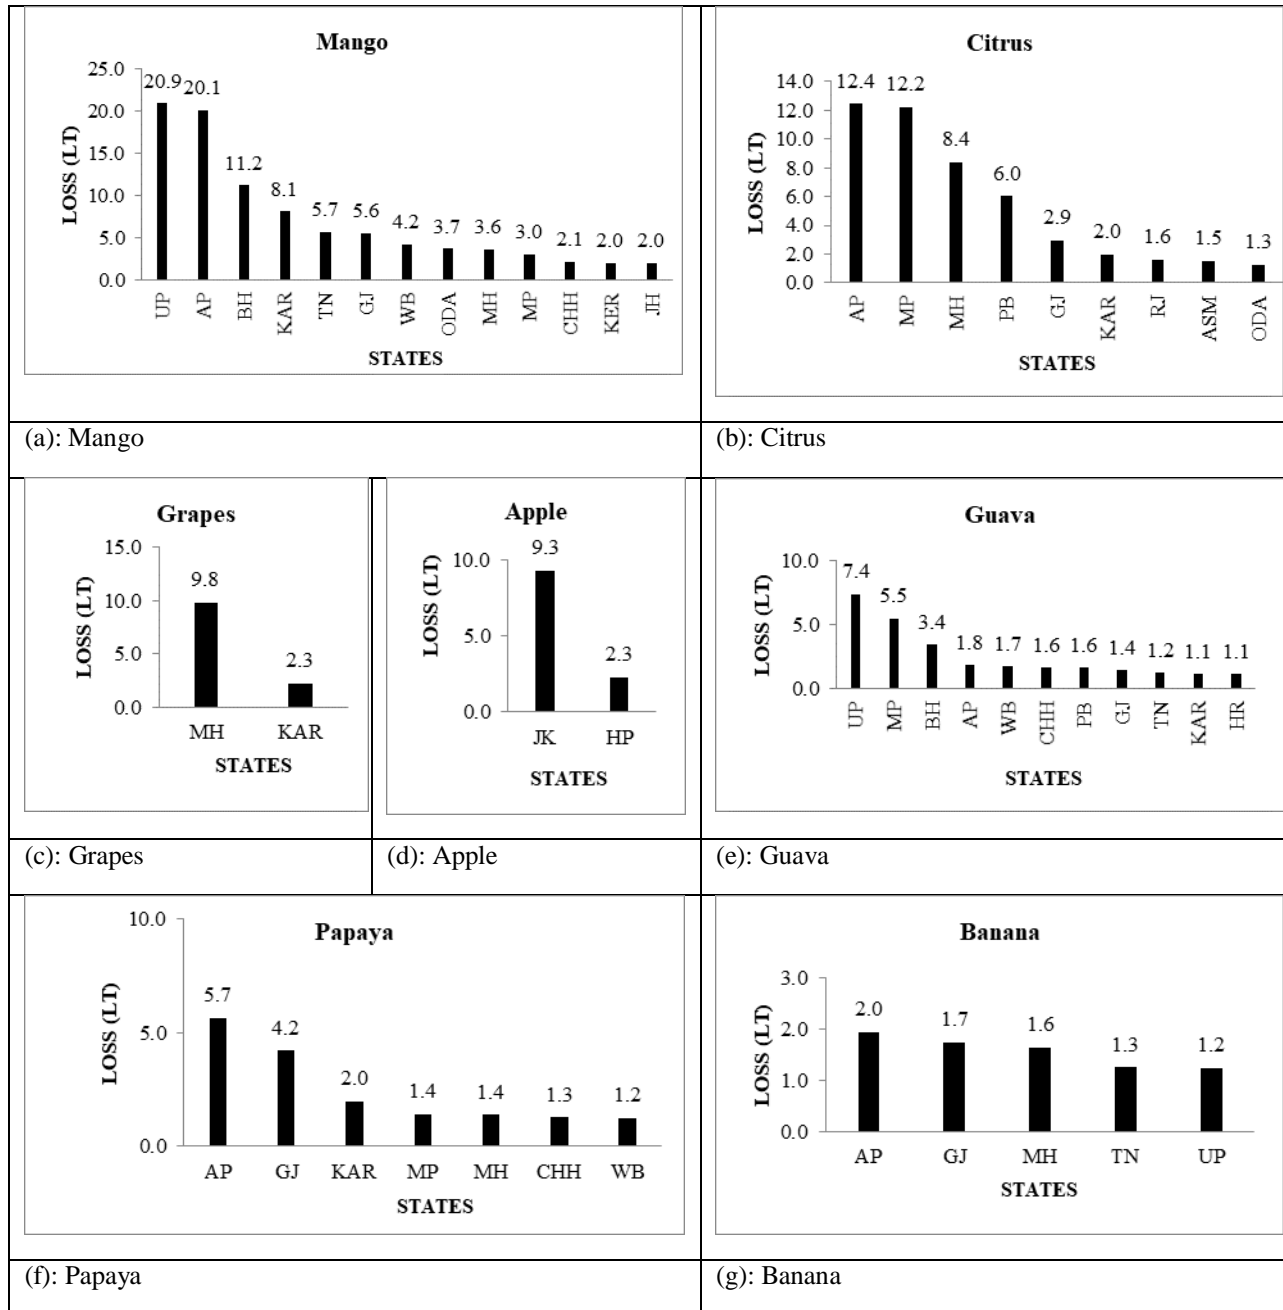 Mango
LOSS (LT)
25.0
20.0
15.0
10.0
5.0
0.0
20.9 20.1 11.2 8.1 5.7 5.6 4.2 3.7 3.6 3.0 2.1 2.0 2.0
UP AP BH KAR TN GJ WB ODA MH MP CHH KER JH
STATES
(a): Mango
Citrus
LOSS (LT)
14.0
12.0
10.0
8.0
6.0
4.0
2.0
0.0
12.4 12.2 8.4 6.0 2.9 2.0 1.6 1.5 1.3
AP MP MH PB GJ KAR RJ ASM ODA
STATES
(b): Citrus
Grapes
LOSS (LT)
15.0
10.0
5.0
0.0
9.8 2.3
MH KAR
STATES
(c): Grapes
Apple
LOSS (LT)
10.0
5.0
0.0
9.3 2.3
JK HP
STATES
(d): Apple
Guava
LOSS (LT)
10.0
5.0
0.0
7.4 5.5 3.4 1.8 1.7 1.6 1.6 1.4 1.2 1.1 1.1
UP MP BH AP WB CHH PB GJ TN KAR HR
STATES
(e): Guava
Papaya
LOSS (LT)
10.0
5.0
0.0
5.7 4.2 2.0 1.4 1.4 1.3 1.2
AP GJ KAR MP MH CHH WB
STATES
(f): Papaya
Banana
LOSS (LT)
3.0
2.0
1.0
0.0
2.0 1.7 1.6 1.3 1.2
AP GJ MH TN UP
STATES
(g): Banana